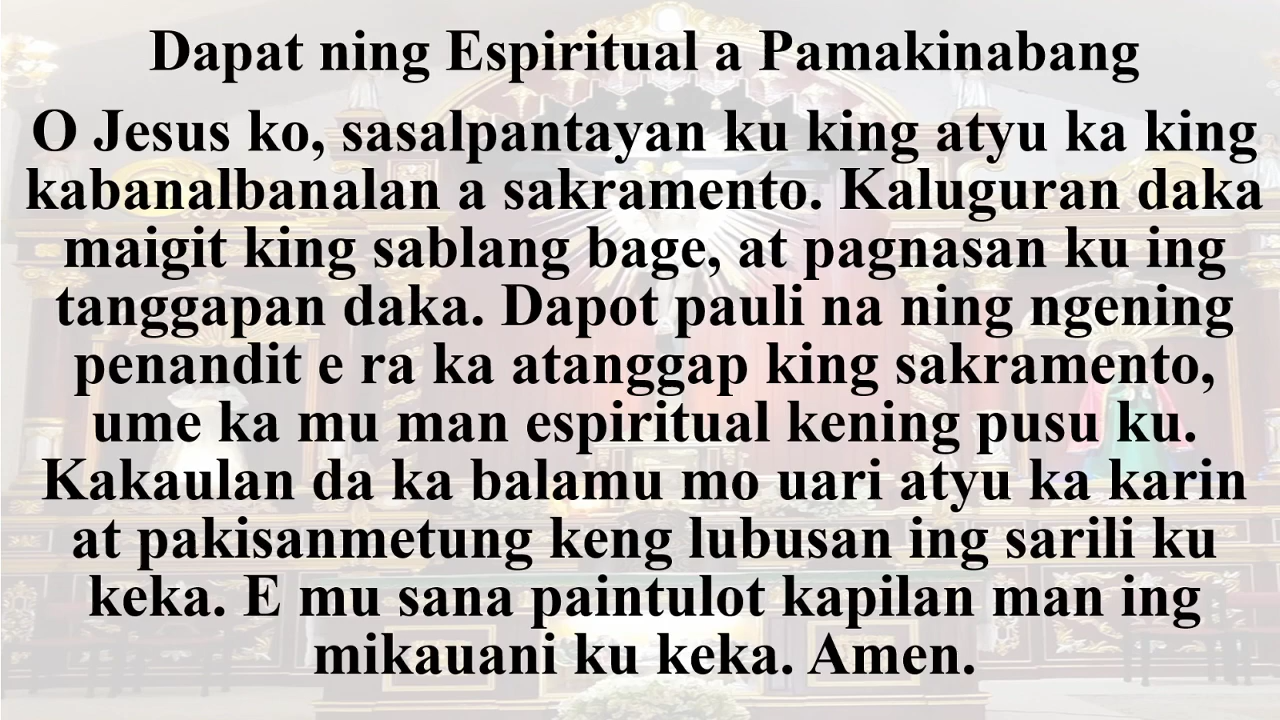 Dapat ning Espiritual a Pamakinabang
O Jesus ko, sasalpantayan ku king atyu ka king
kabanalbanalan a sakramento. Kaluguran daka
maigit king sablang bage, at pagnasan ku ing
tanggapan daka. Dapot pauli na ning ngening
penandit e ra ka atanggap king sakramento,
ume ka mu man espiritual kening pusu ku.
Kakaulan da ka balamu mo uari atyu ka karin
at pakisanmetung keng lubusan ing sarili ku
keka. E mu sana paintulot kapilan man ing
mikauani ku keka. Amen.